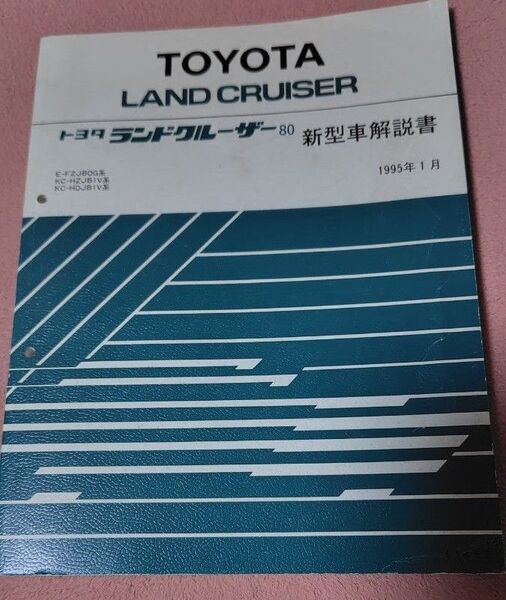 TOYOTA
LAND CRUISER
トヨタ ランドクルーザー80 新型車解説書
E-FZJ80G系
KC-HZJ81V系
KC-HDJ81V系
1995年1月